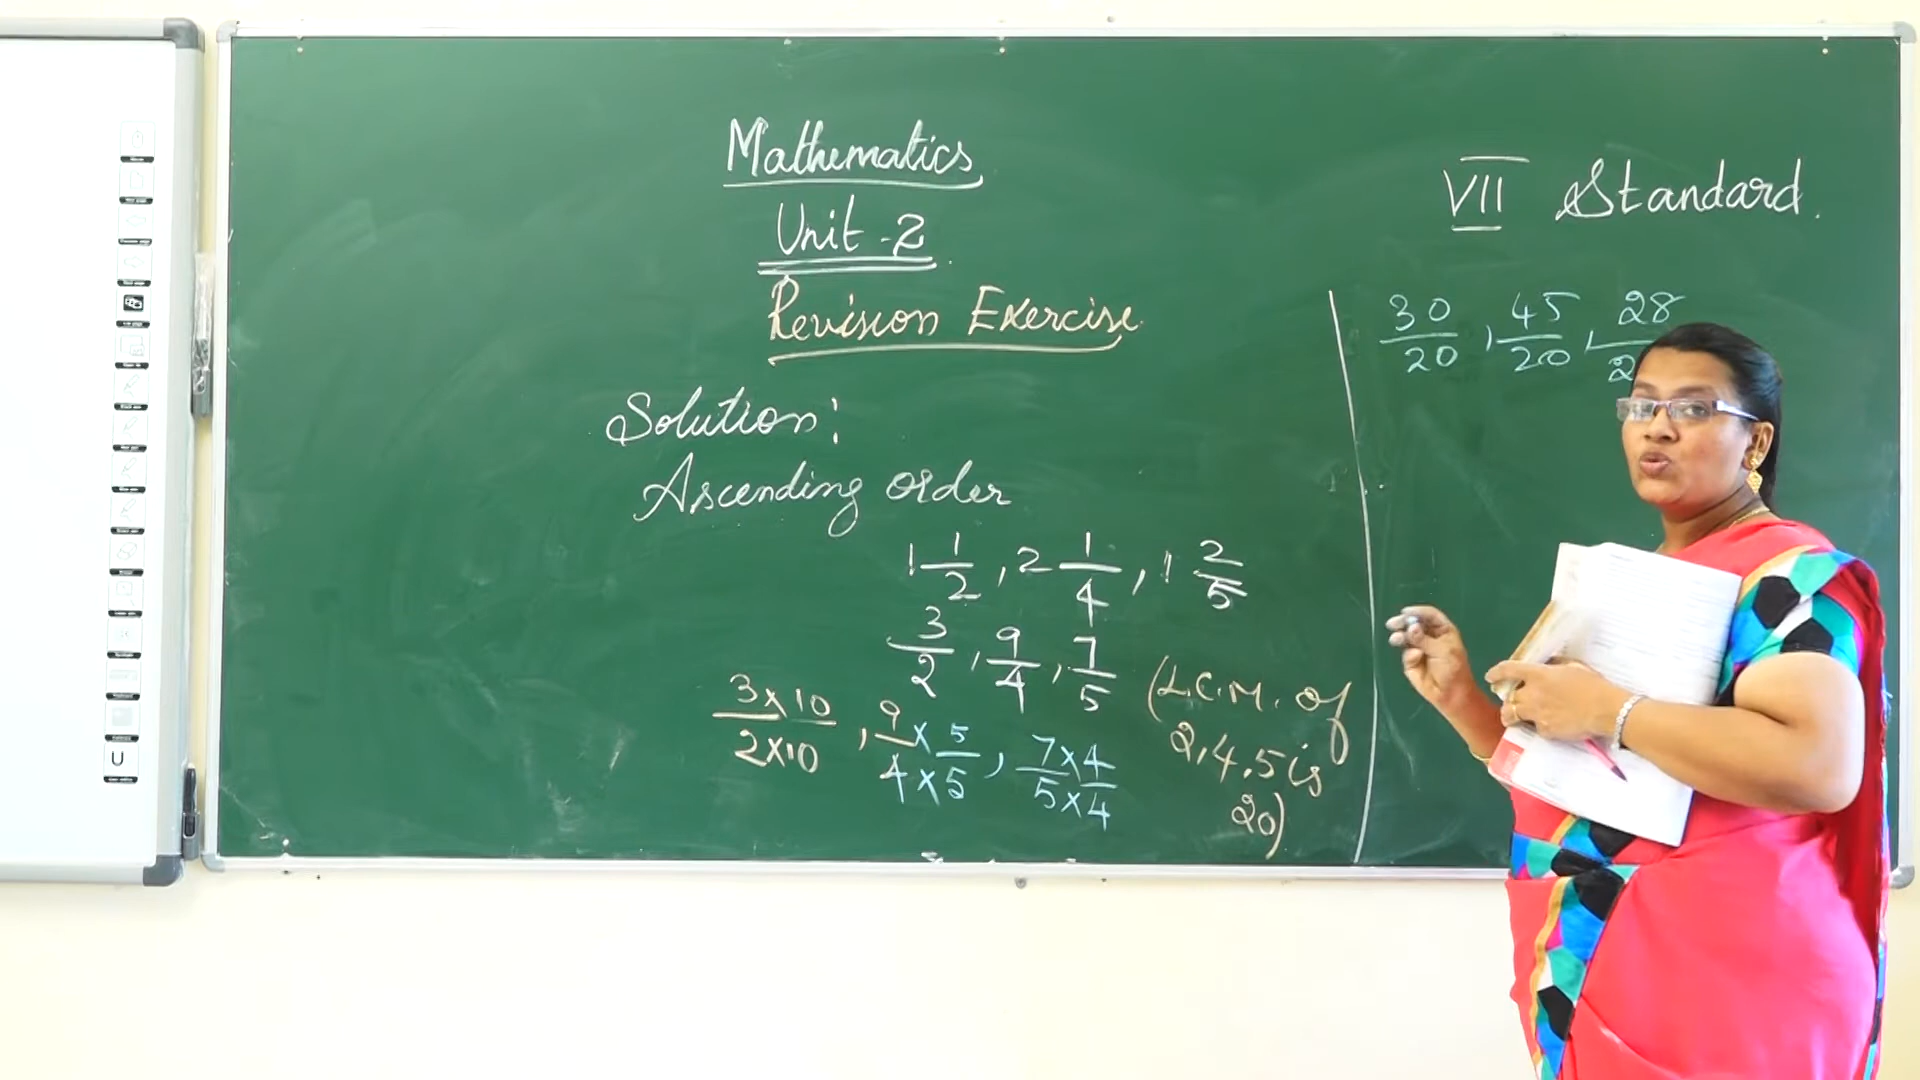 Mathematics
Unit-2
Revision Exercise
VII Standard.
Solution:
Ascending order
1 1/2, 2 1/4, 1 2/5
3/2, 9/4, 7/5
3×10/2×10, 9×5/4×5, 7×4/5×4
(L.C.M. of
2,4,5 is
20)
30/20, 45/20, 28/2